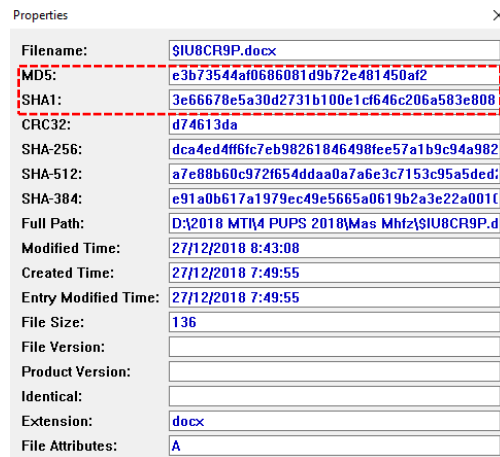 Properties
Filename: $IU8CR9P.docx
MD5: e3b73544af0686081d9b72e481450af2
SHA1: 3e66678e5a30d2731b100e1cf646c206a583e808
CRC32: d74613da
SHA-256: dca4ed4ff6fc7eb98261846498fee57a1b9c94a982
SHA-512: a7e88b60c972f654ddaa0a7a6e3c7153c95a5ded2
SHA-384: e91a0b617a1979ec49e5665a0619b2a3e22a0010
Full Path: D:\2018 MTI\4 PUPS 2018\Mas Mhfz\$IU8CR9P.d
Modified Time: 27/12/2018 8:43:08
Created Time: 27/12/2018 7:49:55
Entry Modified Time: 27/12/2018 7:49:55
File Size: 136
File Version:
Product Version:
Identical:
Extension: docx
File Attributes: A